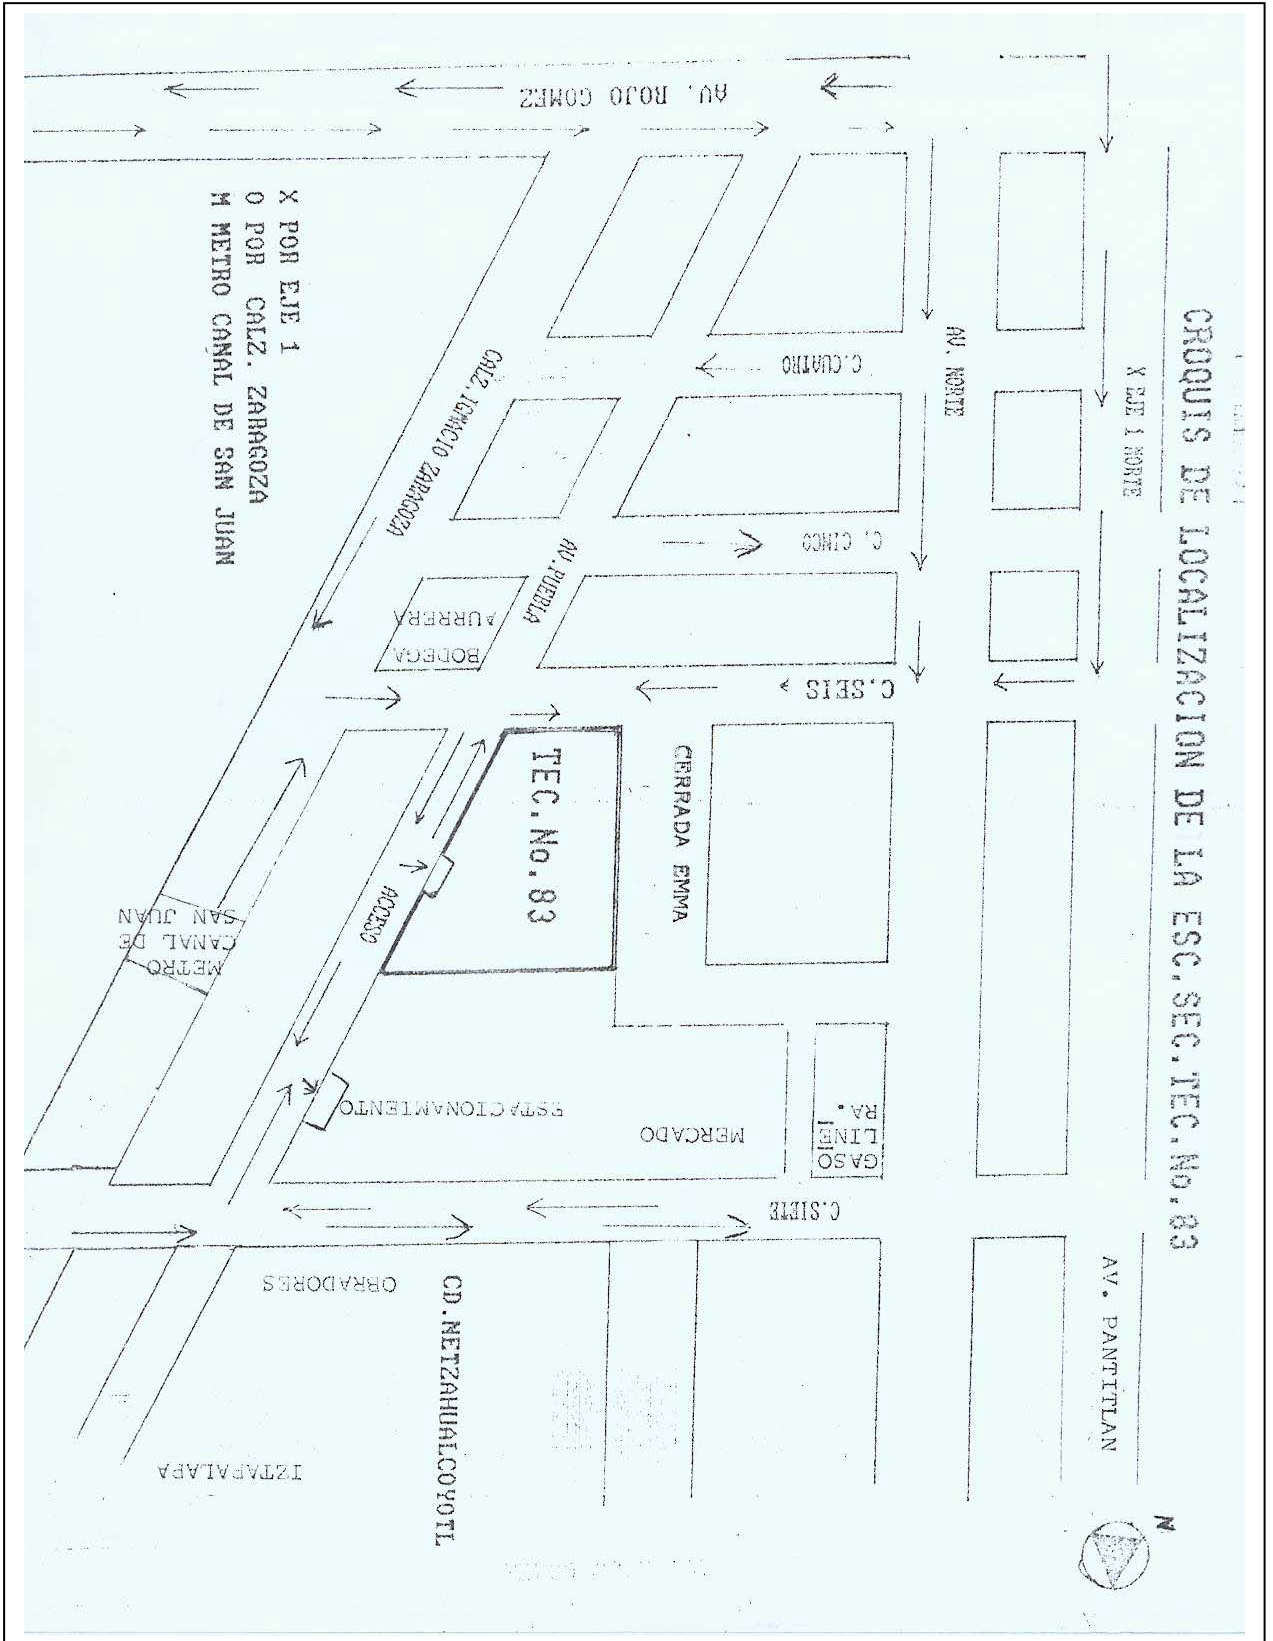 CROQUIS DE LOCALIZACION DE LA ESC.SEC.TEC.No.83
X EJE 1 NORTE
AV. PANTITLAN
N
AV. NORTE
AV. ROJO GOMEZ
C.CUATRO
C. CINCO
C.SEIS
C.SIETE
CERRADA EMMA
TEC.No.83
AV.PUEBLA
BODEGA
AURRERA
CALZ.IGNACIO ZARAGOZA
ACCESO
METRO
CANAL DE
SAN JUAN
ESTACIONAMIENTO
MERCADO
GASO
LINE
RA.
OBRADORES
CD.NETZAHUALCOYOTL
IZTAPALAPA
X POR EJE 1
O POR CALZ. ZARAGOZA
M METRO CANAL DE SAN JUAN